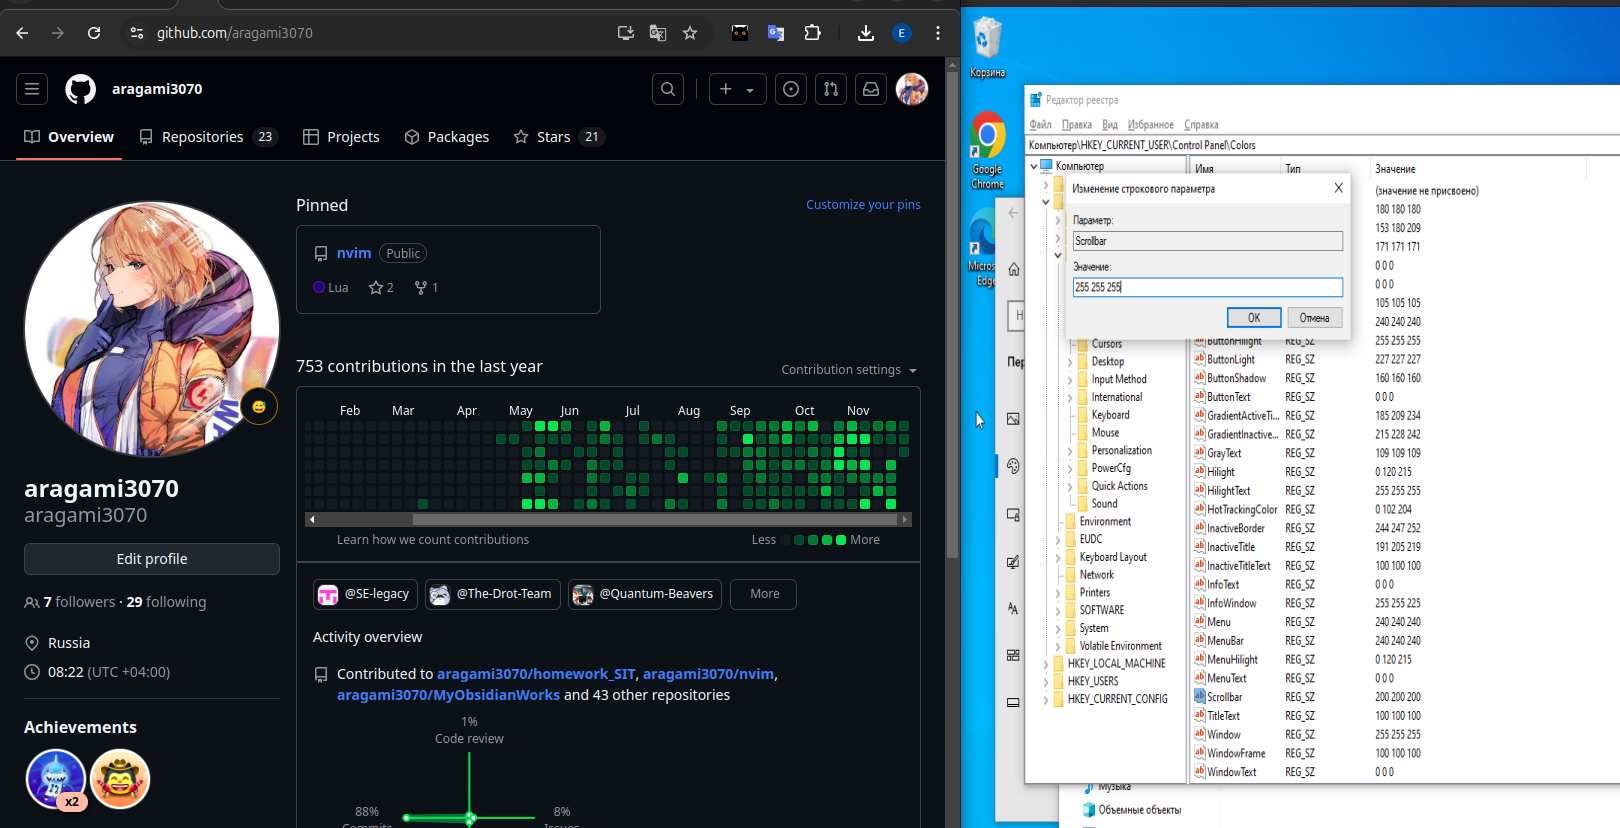 github.com/aragami3070
E
aragami3070
Overview
Repositories 23
Projects
Packages
Stars 21
Pinned
Customize your pins
nvim Public
Lua 2 1
753 contributions in the last year
Contribution settings
Feb Mar Apr May Jun Jul Aug Sep Oct Nov
Learn how we count contributions
Less More
aragami3070
aragami3070
Edit profile
7 followers · 29 following
Russia
08:22 (UTC +04:00)
Achievements
x2
@SE-legacy
@The-Drot-Team
@Quantum-Beavers
More
Activity overview
Contributed to aragami3070/homework_SIT, aragami3070/nvim,
aragami3070/MyObsidianWorks and 43 other repositories
1%
Code review
88%
Commits
8%
Issues
Корзина
Google
Chrome
Edge
Редактор реестра
Файл Правка Вид Избранное Справка
Компьютер\HKEY_CURRENT_USER\Control Panel\Colors
Компьютер
Cursors
Desktop
Input Method
International
Keyboard
Mouse
Personalization
PowerCfg
Quick Actions
Sound
Environment
EUDC
Keyboard Layout
Network
Printers
SOFTWARE
System
Volatile Environment
HKEY_LOCAL_MACHINE
HKEY_USERS
HKEY_CURRENT_CONFIG
Имя Тип Значение
(значение не присвоено)
180 180 180
153 180 209
171 171 171
0 0 0
0 0 0
105 105 105
240 240 240
ButtonHilight REG_SZ 255 255 255
ButtonLight REG_SZ 227 227 227
ButtonShadow REG_SZ 160 160 160
ButtonText REG_SZ 0 0 0
GradientActiveTi... REG_SZ 185 209 234
GradientInactive... REG_SZ 215 228 242
GrayText REG_SZ 109 109 109
Hilight REG_SZ 0 120 215
HilightText REG_SZ 255 255 255
HotTrackingColor REG_SZ 0 102 204
InactiveBorder REG_SZ 244 247 252
InactiveTitle REG_SZ 191 205 219
InactiveTitleText REG_SZ 100 100 100
InfoText REG_SZ 0 0 0
InfoWindow REG_SZ 255 255 225
Menu REG_SZ 240 240 240
MenuBar REG_SZ 240 240 240
MenuHilight REG_SZ 0 120 215
MenuText REG_SZ 0 0 0
Scrollbar REG_SZ 200 200 200
TitleText REG_SZ 100 100 100
Window REG_SZ 255 255 255
WindowFrame REG_SZ 100 100 100
WindowText REG_SZ 0 0 0
Изменение строкового параметра
Параметр:
Scrollbar
Значение:
255 255 255
OK Отмена
Музыка
Объемные объекты